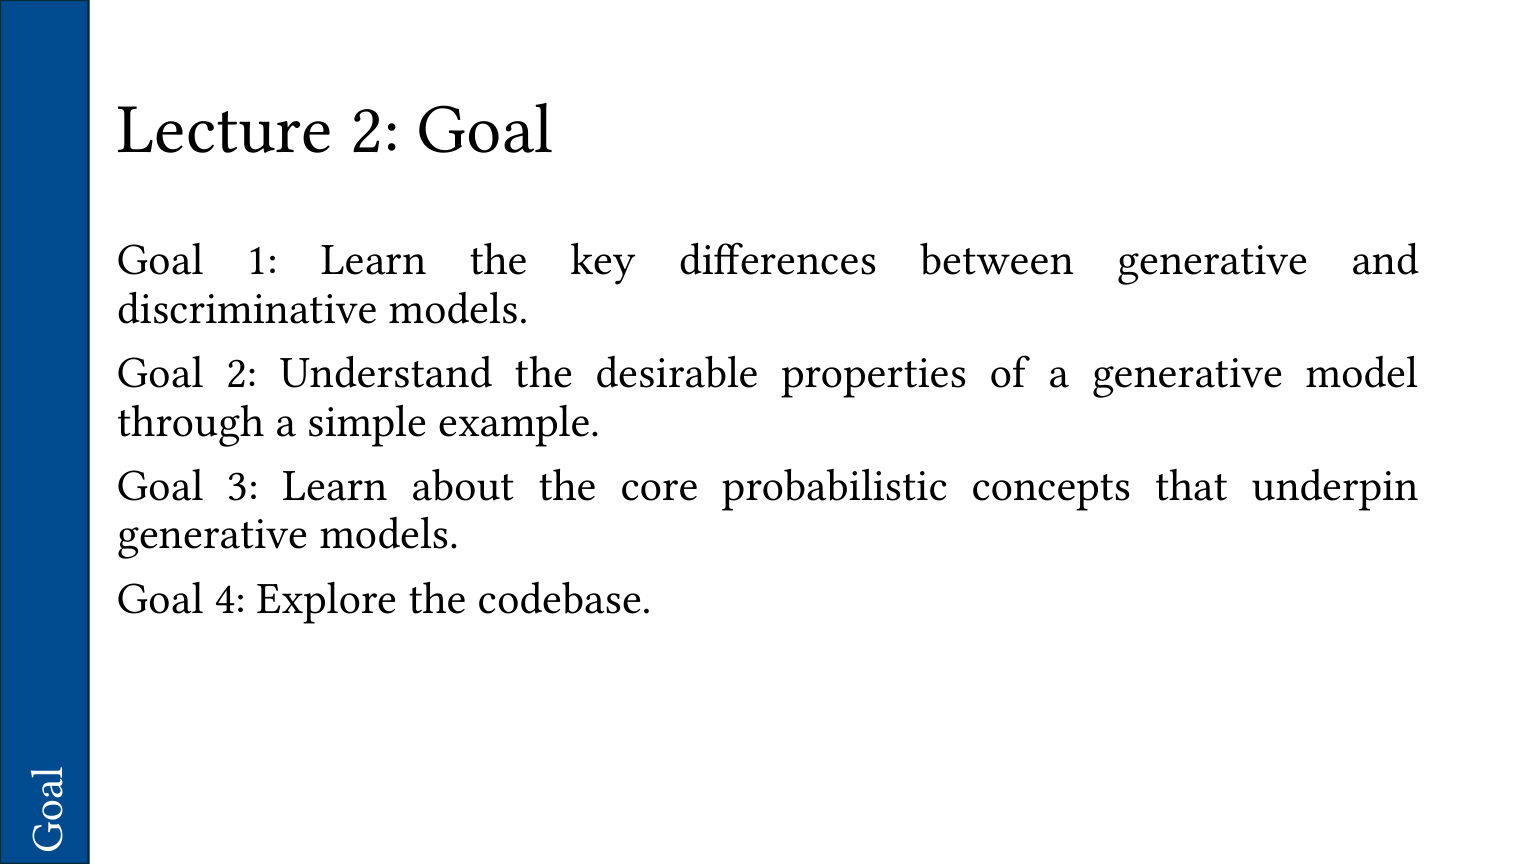 Lecture 2: Goal
Goal 1: Learn the key differences between generative and
discriminative models.
Goal 2: Understand the desirable properties of a generative model
through a simple example.
Goal 3: Learn about the core probabilistic concepts that underpin
generative models.
Goal 4: Explore the codebase.
Goal